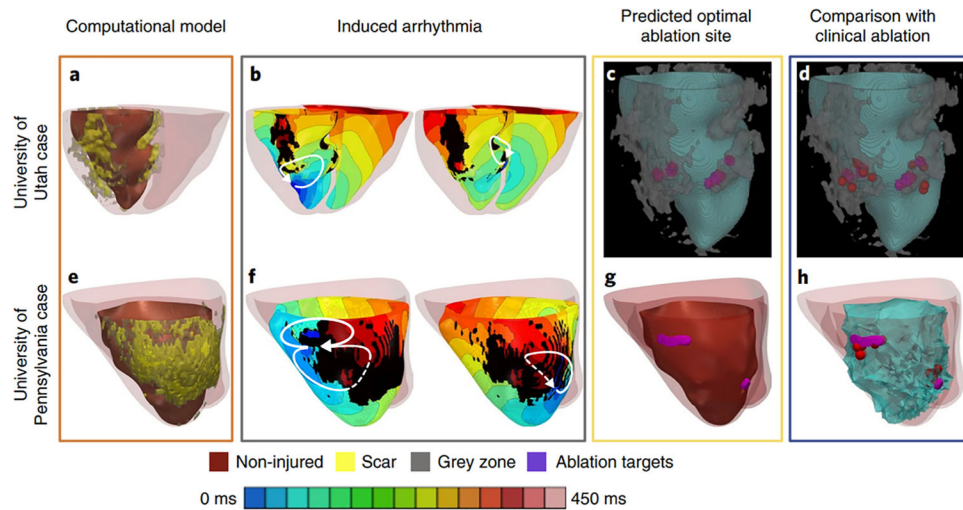 Computational model
Induced arrhythmia
Predicted optimal
ablation site
Comparison with
clinical ablation
University of
Utah case
a
b
c
d
University of
Pennsylvania case
e
f
g
h
Non-injured
Scar
Grey zone
Ablation targets
0 ms
450 ms